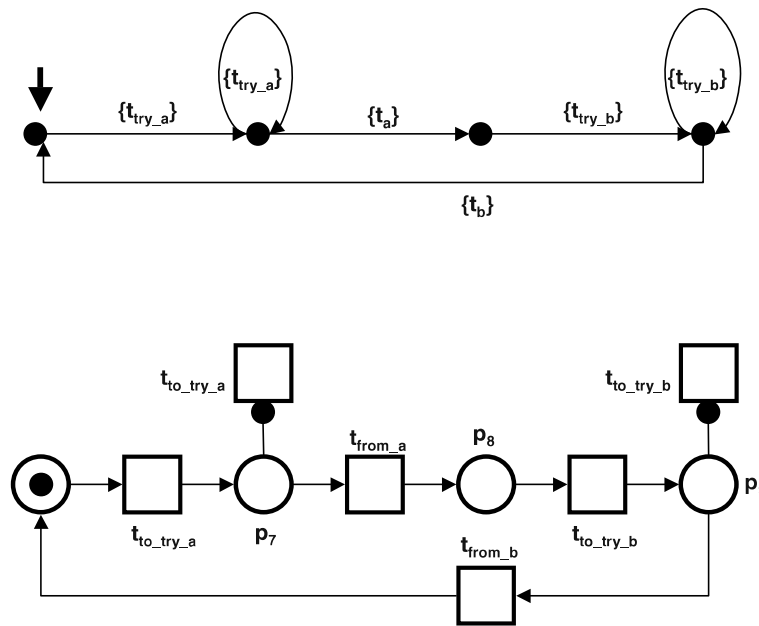 {t_try_a}
{t_try_b}
{t_try_a}
{t_a}
{t_try_b}
{t_b}
t_to_try_a
t_to_try_b
t_from_a
p_8
p
t_to_try_a
p_7
t_to_try_b
t_from_b